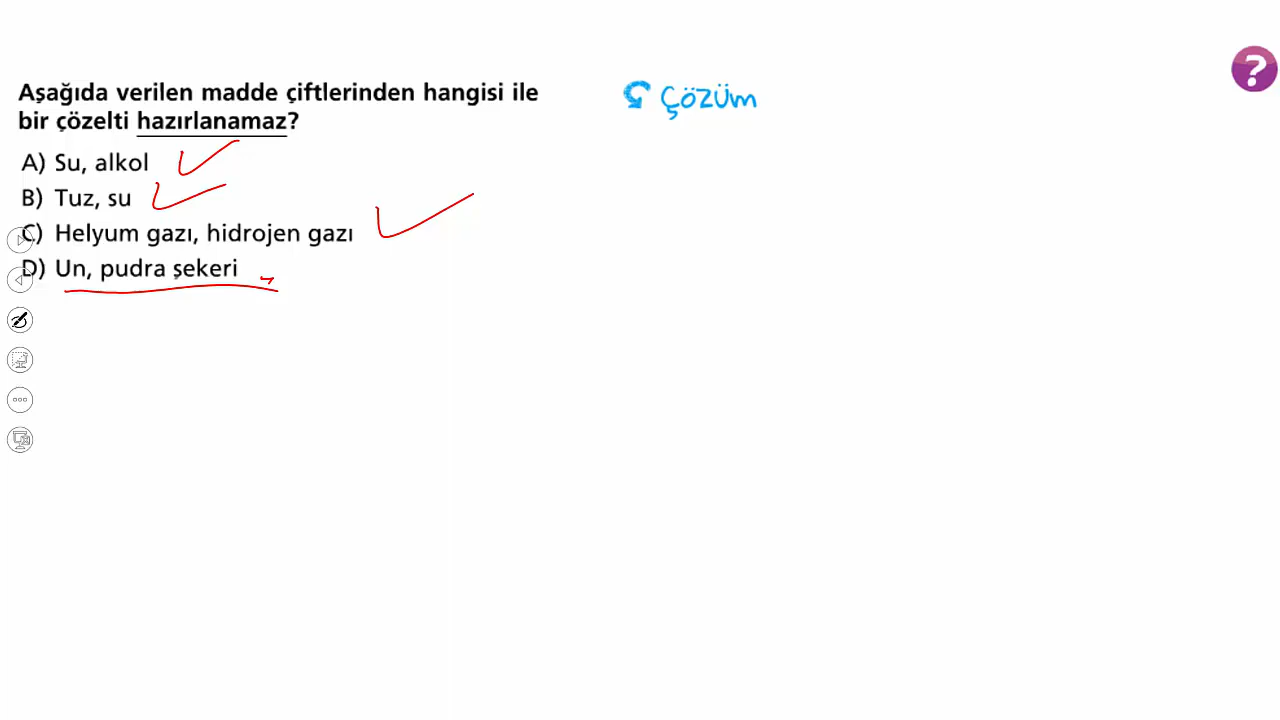 Aşağıda verilen madde çiftlerinden hangisi ile
bir çözelti hazırlanamaz?
A) Su, alkol
B) Tuz, su
C) Helyum gazı, hidrojen gazı
D) Un, pudra şekeri
Çözüm
?